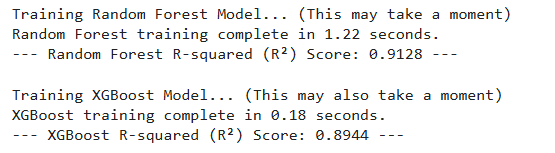 Training Random Forest Model... (This may take a moment)
Random Forest training complete in 1.22 seconds.
--- Random Forest R-squared (R²) Score: 0.9128 ---
Training XGBoost Model... (This may also take a moment)
XGBoost training complete in 0.18 seconds.
--- XGBoost R-squared (R²) Score: 0.8944 ---